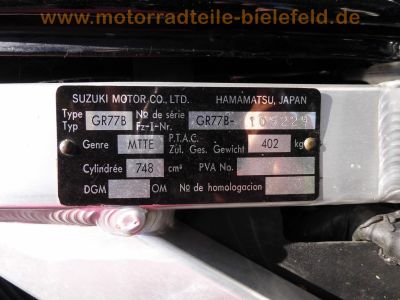 www.motorradteile-bielefeld.de
SUZUKI MOTOR CO., LTD. HAMAMATSU, JAPAN
Type Typ GR77B No de série Fz-I-Nr. GR77B-
Genre MTTE P.T.A.C. Zül. Ges. Gewicht 402 kg
Cylindrée 748 cm³ PVA No.
DGM OM No de homologacion